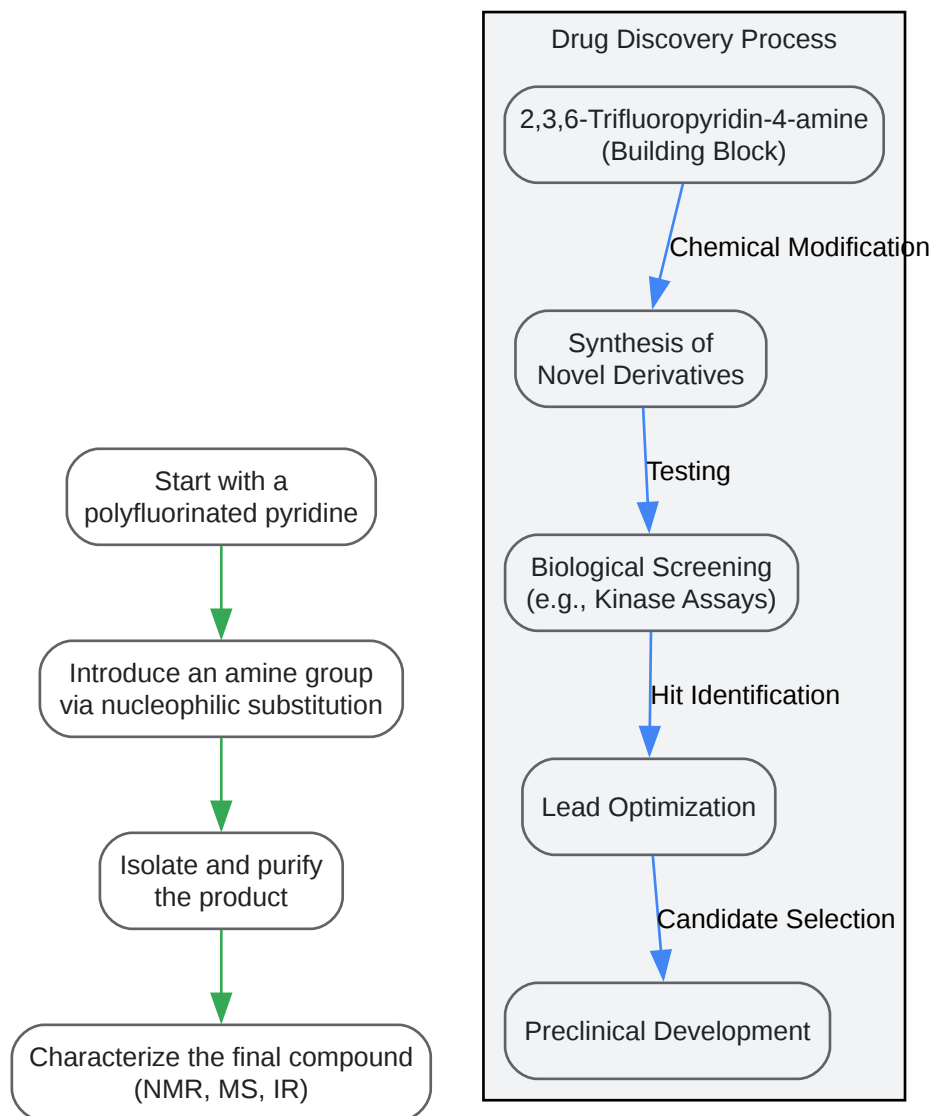 Drug Discovery Process
2,3,6-Trifluoropyridin-4-amine
(Building Block)
Chemical Modification
Synthesis of
Novel Derivatives
Testing
Biological Screening
(e.g., Kinase Assays)
Hit Identification
Lead Optimization
Candidate Selection
Preclinical Development
Start with a
polyfluorinated pyridine
Introduce an amine group
via nucleophilic substitution
Isolate and purify
the product
Characterize the final compound
(NMR, MS, IR)